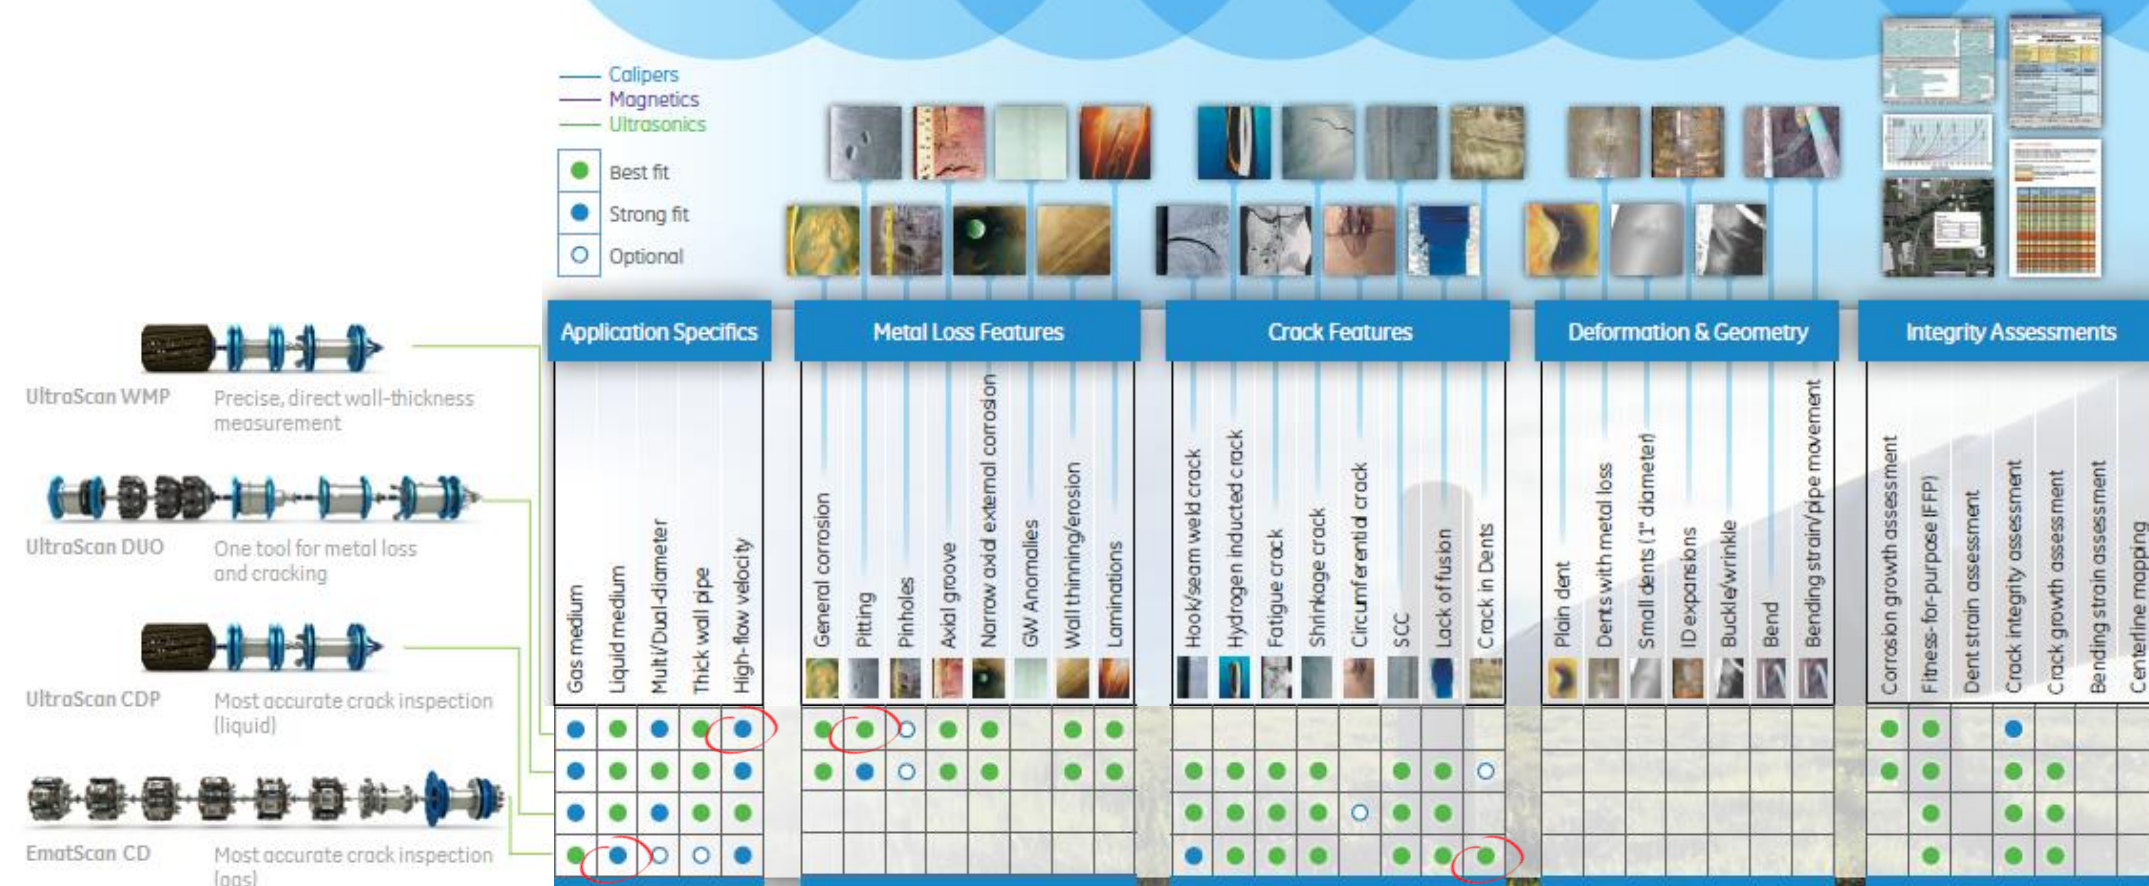 Calipers
Magnetics
Ultrasonics
Best fit
Strong fit
Optional
Application Specifics
Metal Loss Features
Crack Features
Deformation & Geometry
Integrity Assessments
UltraScan WMP
Precise, direct wall-thickness
measurement
UltraScan DUO
One tool for metal loss
and cracking
UltraScan CDP
Most accurate crack inspection
(liquid)
EmatScan CD
Most accurate crack inspection
(gas)
Gas medium
Liquid medium
Multi/Dual-diameter
Thick wall pipe
High-flow velocity
General corrosion
Pitting
Pinholes
Axial groove
Narrow axial external corrosion
GW Anomalies
Wall thinning/erosion
Laminations
Hook/seam weld crack
Hydrogen inducted crack
Fatigue crack
Shrinkage crack
Circumferential crack
SCC
Lack of fusion
Crack in Dents
Plain dent
Dents with metal loss
Small dents (1" diameter)
ID expansions
Buckle/wrinkle
Bend
Bending strain/pipe movement
Corrosion growth assessment
Fitness-for-purpose (FFP)
Dent strain assessment
Crack integrity assessment
Crack growth assessment
Bending strain assessment
Centerline mapping